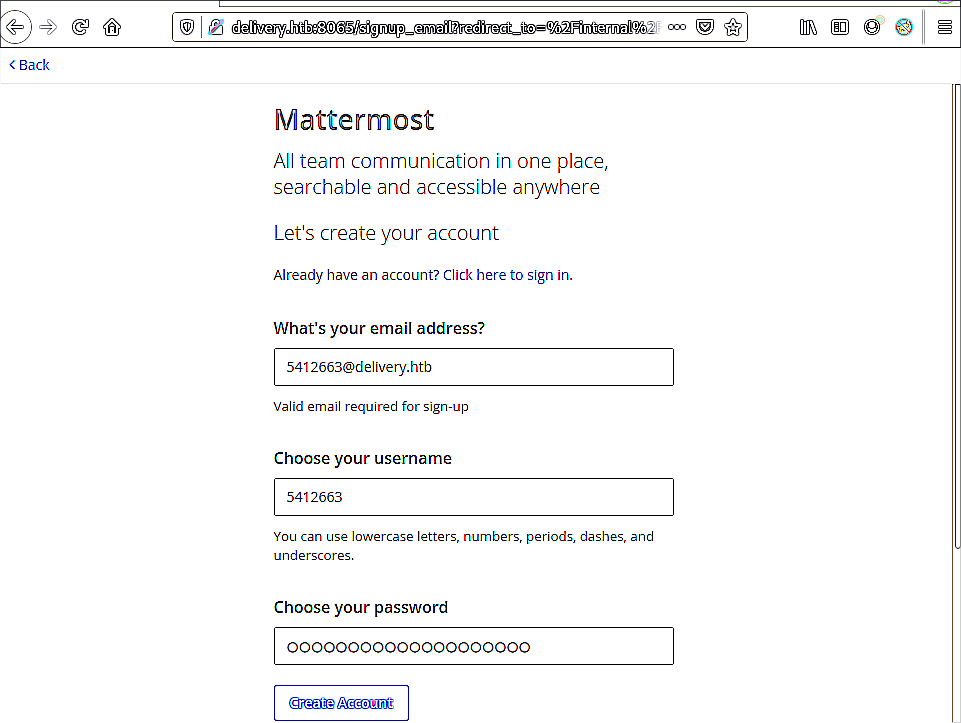 delivery.htb:8065/signup_email?redirect_to=%2Finternal%2F
Back
Mattermost
All team communication in one place,
searchable and accessible anywhere
Let's create your account
Already have an account? Click here to sign in.
What's your email address?
5412663@delivery.htb
Valid email required for sign-up
Choose your username
5412663
You can use lowercase letters, numbers, periods, dashes, and
underscores.
Choose your password
Create Account